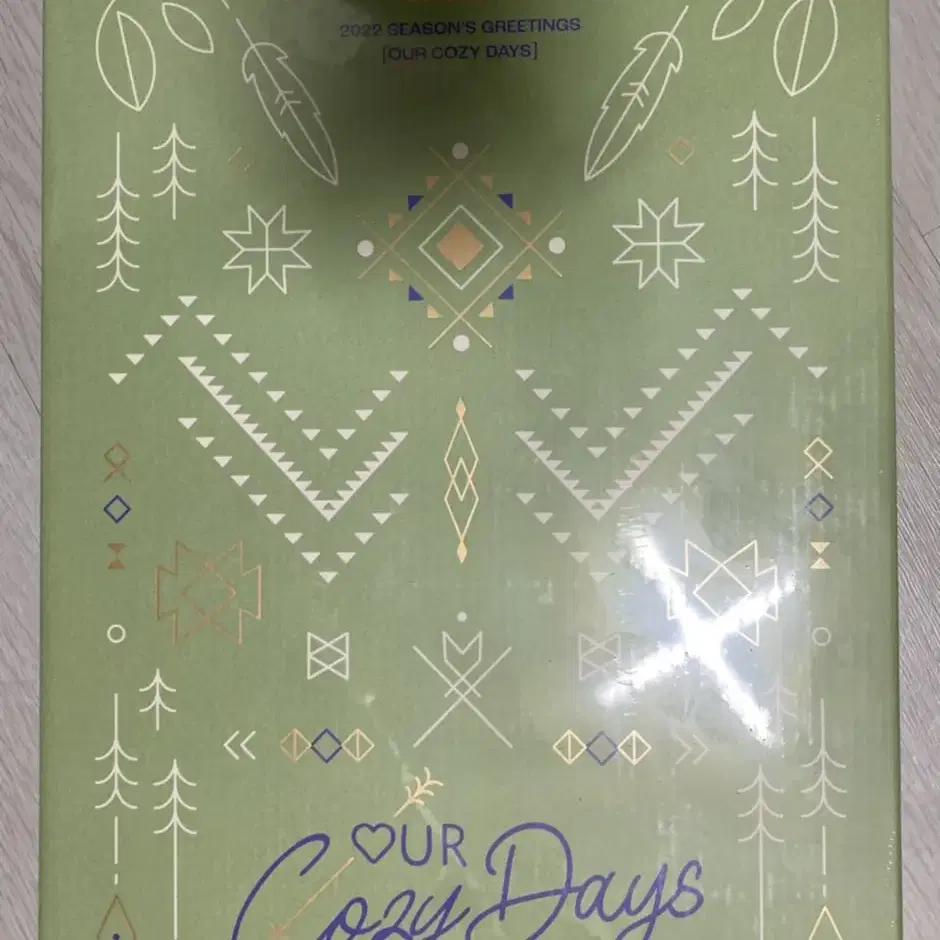 2022 SEASON'S GREETINGS
[OUR COZY DAYS]
OUR
Cozy Days